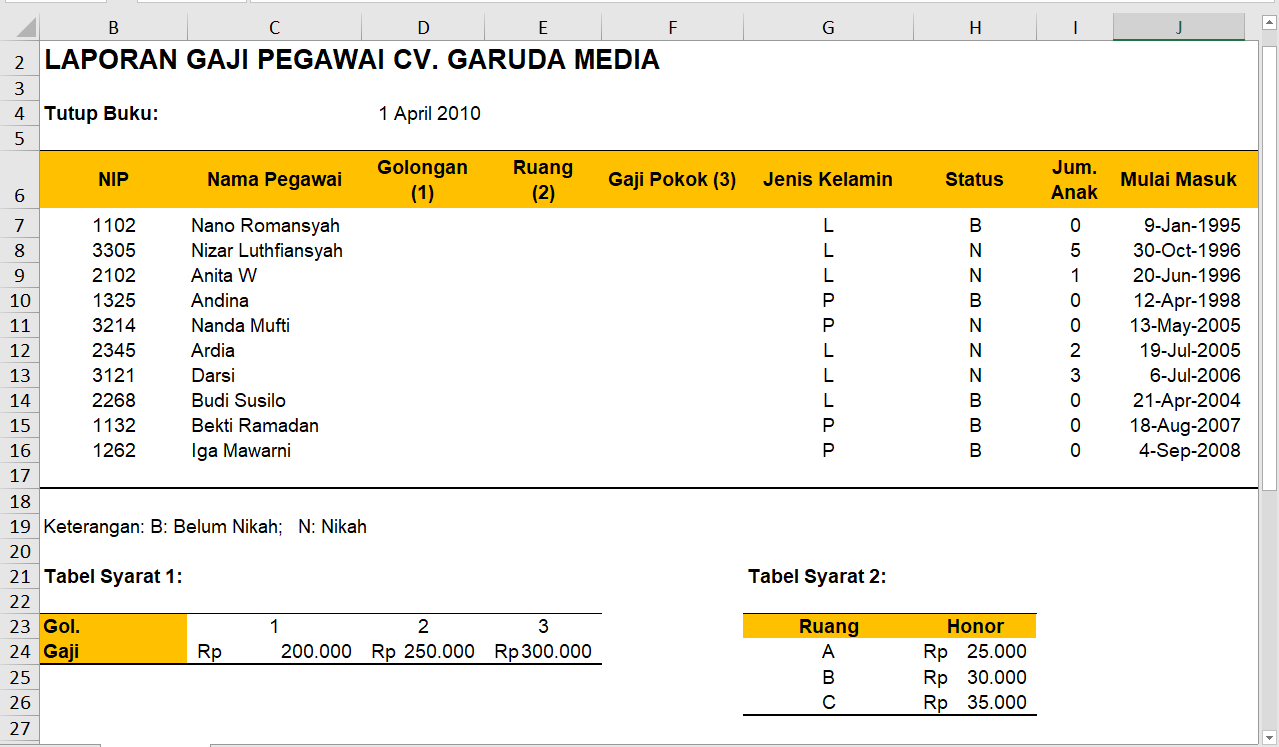 B C D E F G H I J
2 LAPORAN GAJI PEGAWAI CV. GARUDA MEDIA
3
4 Tutup Buku: 1 April 2010
5
6 NIP Nama Pegawai Golongan (1) Ruang (2) Gaji Pokok (3) Jenis Kelamin Status Jum. Anak Mulai Masuk
7 1102 Nano Romansyah L B 0 9-Jan-1995
8 3305 Nizar Luthfiansyah L N 5 30-Oct-1996
9 2102 Anita W L N 1 20-Jun-1996
10 1325 Andina P B 0 12-Apr-1998
11 3214 Nanda Mufti P N 0 13-May-2005
12 2345 Ardia L N 2 19-Jul-2005
13 3121 Darsi L N 3 6-Jul-2006
14 2268 Budi Susilo L B 0 21-Apr-2004
15 1132 Bekti Ramadan P B 0 18-Aug-2007
16 1262 Iga Mawarni P B 0 4-Sep-2008
17
18
19 Keterangan: B: Belum Nikah; N: Nikah
20
21 Tabel Syarat 1: Tabel Syarat 2:
22
23 Gol. 1 2 3 Ruang Honor
24 Gaji Rp 200.000 Rp 250.000 Rp 300.000 A Rp 25.000
25 B Rp 30.000
26 C Rp 35.000
27